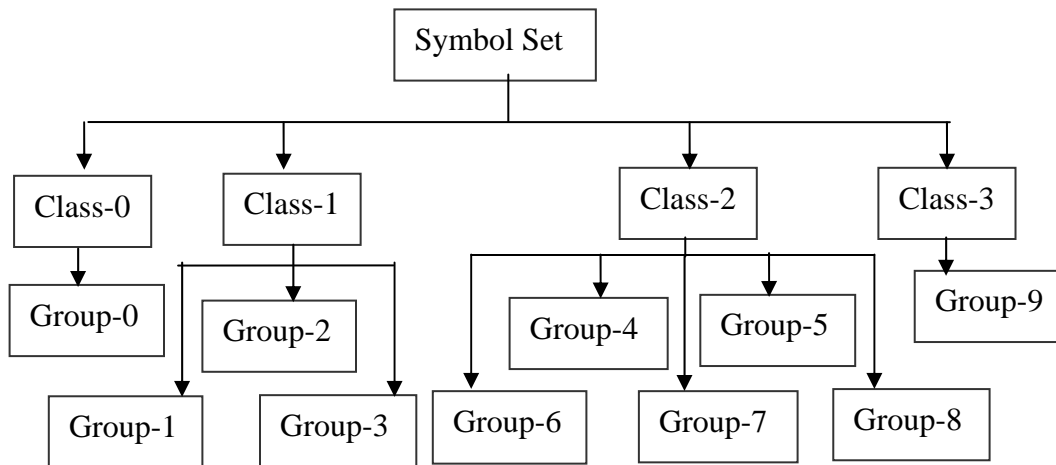 Symbol Set
Class-0
Class-1
Class-2
Class-3
Group-0
Group-2
Group-4
Group-5
Group-9
Group-1
Group-3
Group-6
Group-7
Group-8